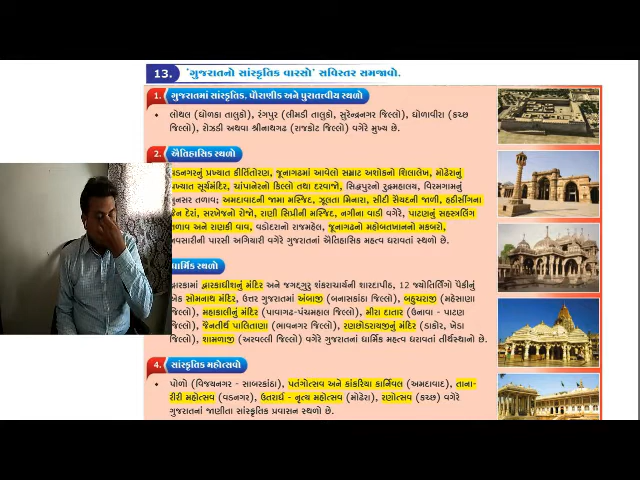 13. 'ગુજરાતનો સાંસ્કૃતિક વારસો' સવિસ્તર સમજાવો.
1. ગુજરાતમાં સાંસ્કૃતિક, પૌરાણીક અને પુરાતત્વીય સ્થળો
• લોથલ (ધોળકા તાલુકો), રંગપુર (લીમડી તાલુકો, સુરેન્દ્રનગર જિલ્લો), ધોળાવીરા (કચ્છ
જિલ્લો), રોઝડી અથવા શ્રીનાથગઢ (રાજકોટ જિલ્લો) વગેરે મુખ્ય છે.
2. ઐતિહાસિક સ્થળો
વડનગરનું પ્રખ્યાત કીર્તિતોરણ, જૂનાગઢમાં આવેલો સમ્રાટ અશોકનો શિલાલેખ, મોઢેરાનું
પ્રખ્યાત સૂર્યમંદિર, ચાંપાનેરનો કિલ્લો તથા દરવાજો, સિદ્ધપુરનો રુદ્રમહાલય, વિરમગામનું
મુનસર તળાવ; અમદાવાદની જામા મસ્જિદ, ઝૂલતા મિનારા, સીદી સૈયદની જાળી, હઠીસીંગના
જૈન દેરાં, સરખેજનો રોજો, રાણી સિપ્રીની મસ્જિદ, નગીના વાડી વગેરે, પાટણનું સહસ્ત્રલિંગ
તળાવ અને રાણકી વાવ, વડોદરાનો રાજમહેલ, જૂનાગઢનો મહોબતખાનનો મકબરો,
નવસારીની પારસી અગિયારી વગેરે ગુજરાતનાં ઐતિહાસિક મહત્વ ધરાવતાં સ્થળો છે.
ધાર્મિક સ્થળો
દ્વારકામાં દ્વારકાધીશનું મંદિર અને જગદ્ગુરુ શંકરાચાર્યની શારદાપીઠ, 12 જ્યોતિર્લિંગો પૈકીનું
એક સોમનાથ મંદિર, ઉત્તર ગુજરાતમાં અંબાજી (બનાસકાંઠા જિલ્લો), બહુચરાજી (મહેસાણા
જિલ્લો), મહાકાલીનું મંદિર (પાવાગઢ-પંચમહાલ જિલ્લો), મીરા દાતાર (ઉનાવા - પાટણ
જિલ્લો), જૈનતીર્થ પાલિતાણા (ભાવનગર જિલ્લો), રણછોડરાયજીનું મંદિર (ડાકોર, ખેડા
જિલ્લો), શામળાજી (અરવલ્લી જિલ્લો) વગેરે ગુજરાતનાં ધાર્મિક મહત્વ ધરાવતાં તીર્થસ્થાનો છે.
4. સાંસ્કૃતિક મહોત્સવો
• પોળો (વિજયનગર - સાબરકાંઠા), પતંગોત્સવ અને કાંકરિયા કાર્નિવલ (અમદાવાદ), તાના-
રીરી મહોત્સવ (વડનગર), ઉતરાર્ધ - નૃત્ય મહોત્સવ (મોઢેરા), રણોત્સવ (કચ્છ) વગેરે
ગુજરાતનાં જાણીતા સાંસ્કૃતિક પ્રવાસન સ્થળો છે.